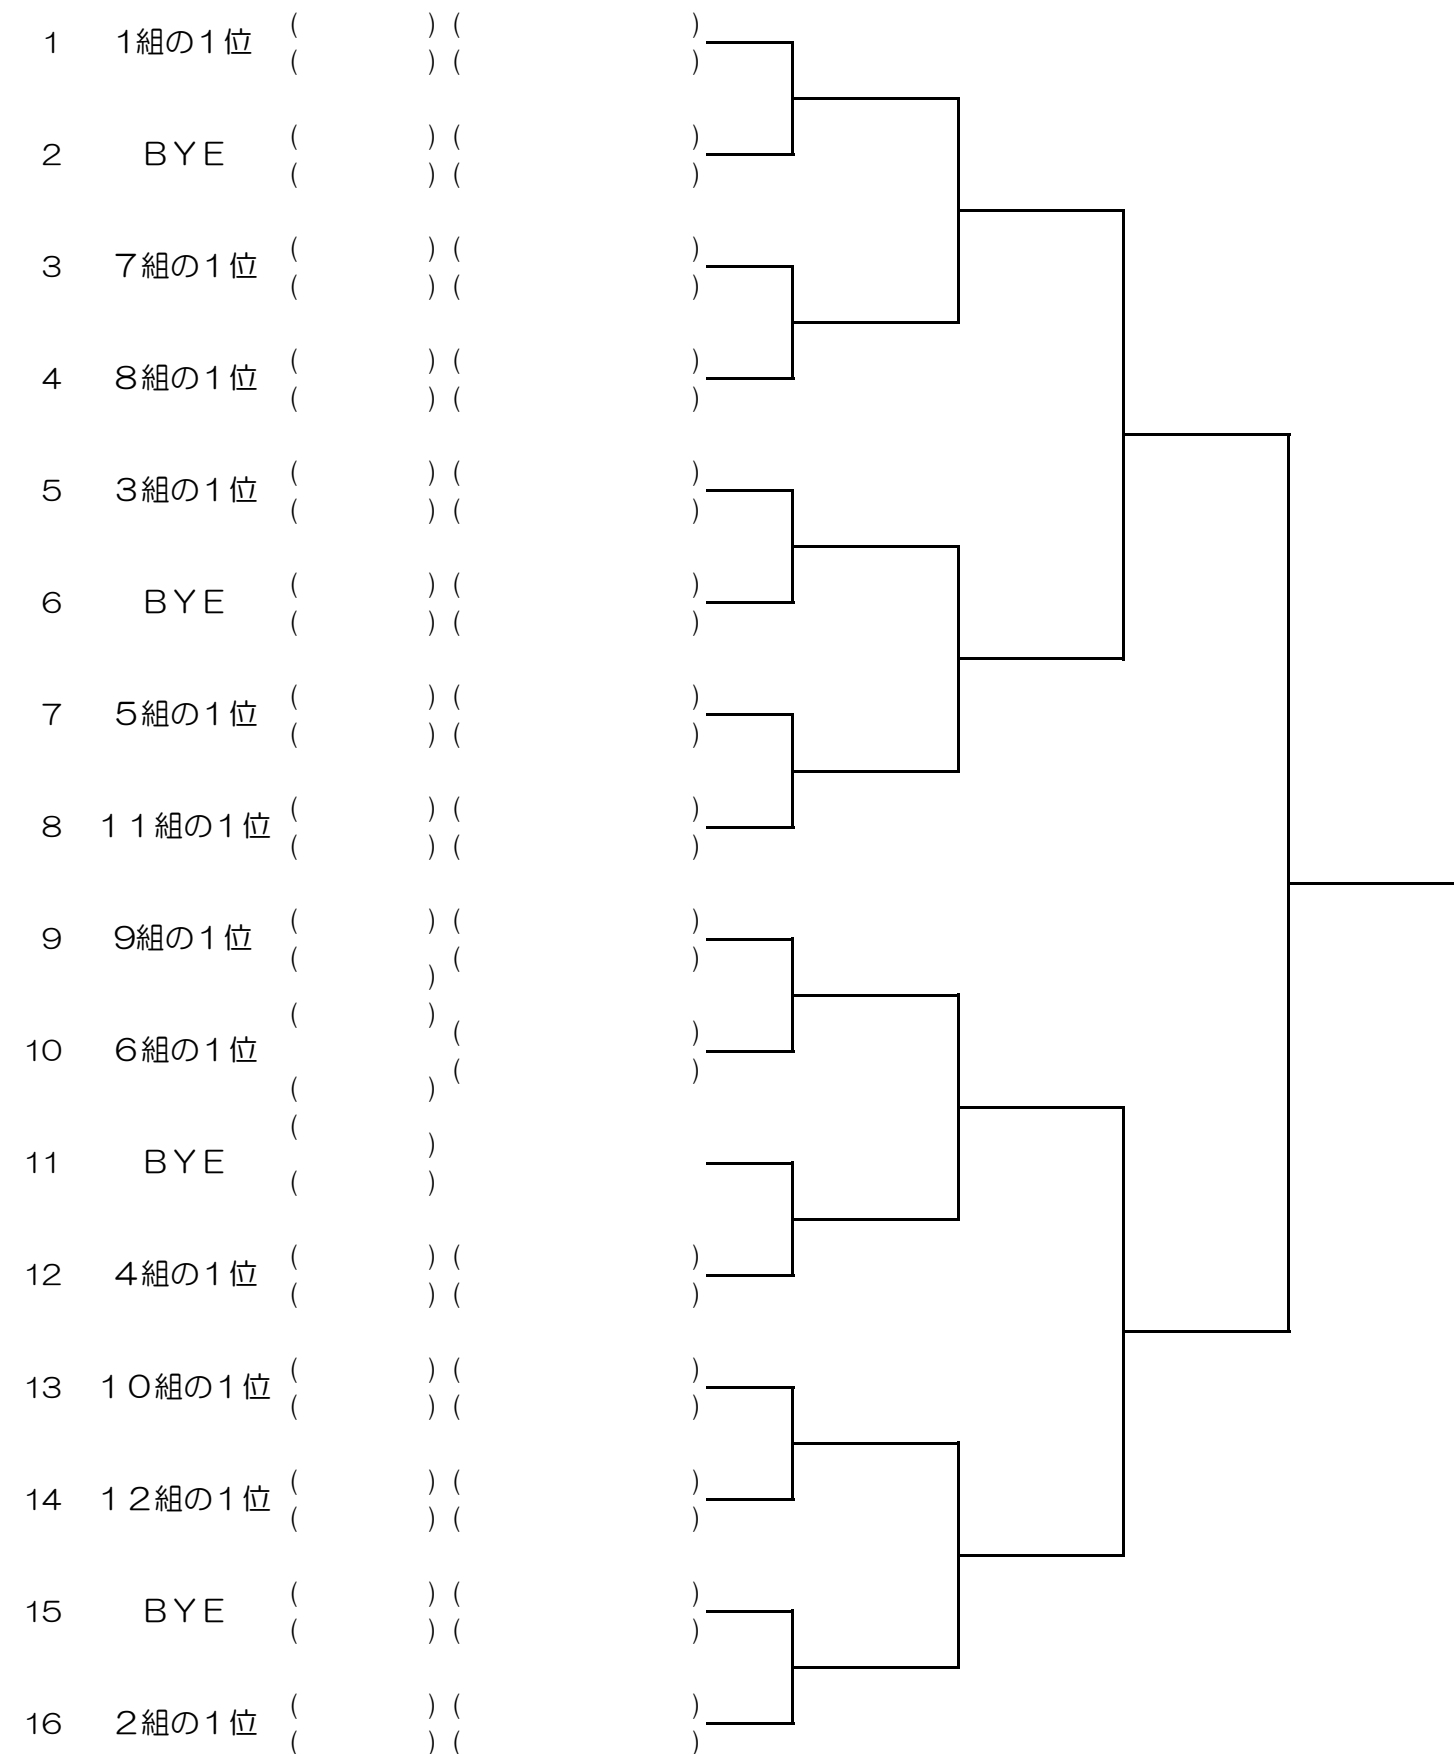 ( ) ( )
1 1組の１位
( ) ( )
( ) ( )
2 ＢＹＥ
( ) ( )
( ) ( )
3 ７組の１位
( ) ( )
( ) ( )
4 ８組の１位
( ) ( )
( ) ( )
5 ３組の１位
( ) ( )
( ) ( )
6 ＢＹＥ
( ) ( )
( ) ( )
7 ５組の１位
( ) ( )
( ) ( )
8 １１組の１位
( ) ( )
( ) ( )
9 9組の１位
( ( )
)
( )
( )
10 ６組の１位
( )
( )
(
)
11 ＢＹＥ
( )
( ) ( )
12 ４組の１位
( ) ( )
( ) ( )
13 １０組の１位
( ) ( )
( ) ( )
14 １２組の１位
( ) ( )
( ) ( )
15 ＢＹＥ
( ) ( )
( ) ( )
16 ２組の１位
( ) ( )